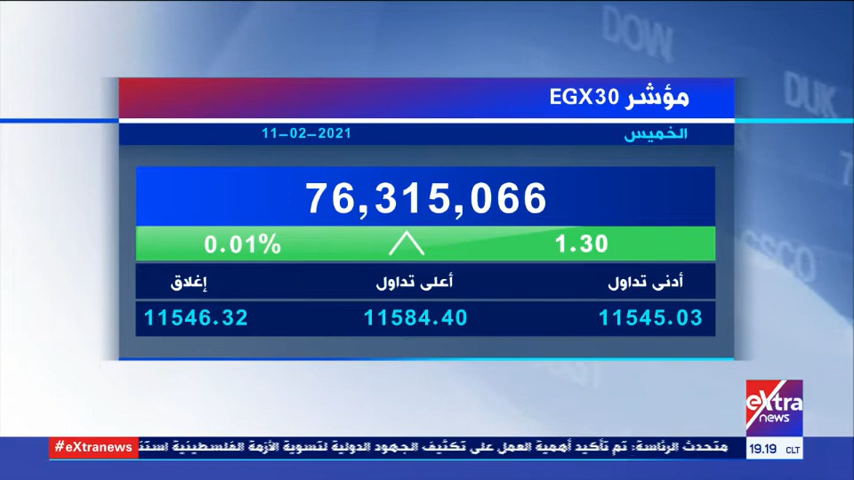 DOW
DUK
مؤشر EGX30
الخميس 11-02-2021
76,315,066
1.30 0.01%
أدنى تداول أعلى تداول إغلاق
11545.03 11584.40 11546.32
eXtra
news
متحدث الرئاسة: تم تأكيد أهمية العمل على تكثيف الجهود الدولية لتسوية الأزمة الفلسطينية #eXtranews
19.19 CLT